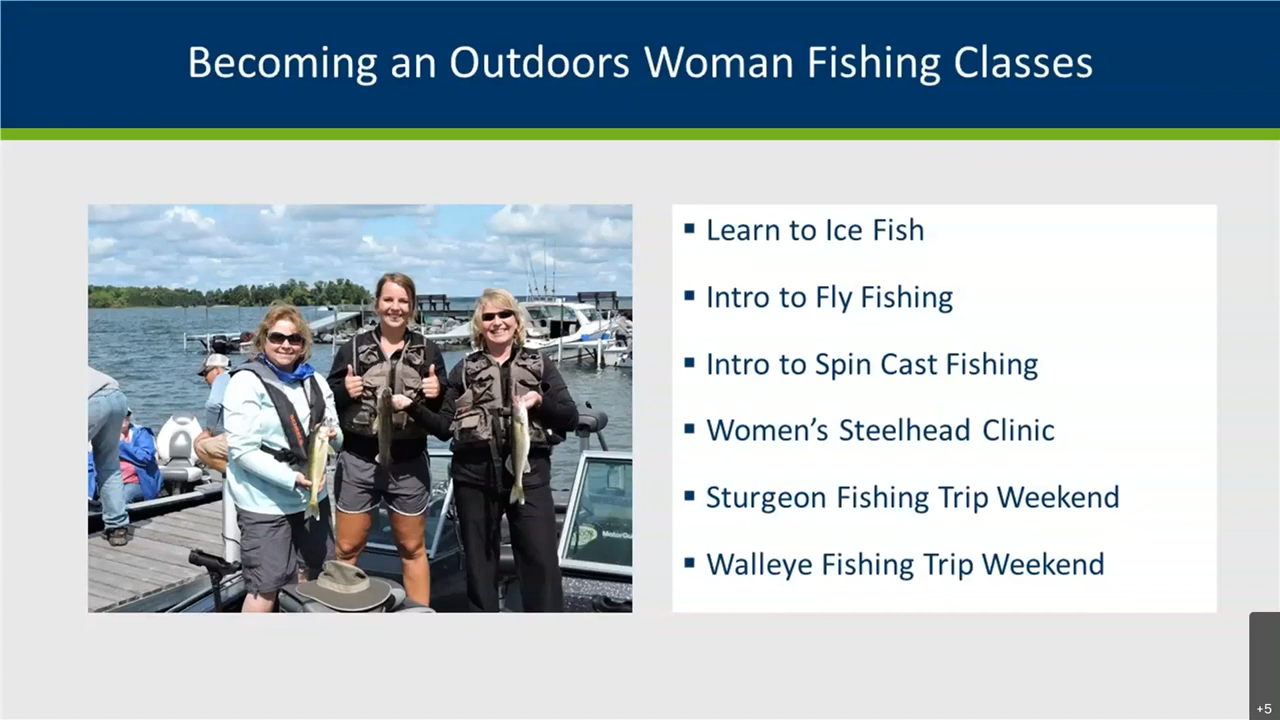 Becoming an Outdoors Woman Fishing Classes
Learn to Ice Fish
Intro to Fly Fishing
Intro to Spin Cast Fishing
Women’s Steelhead Clinic
Sturgeon Fishing Trip Weekend
Walleye Fishing Trip Weekend
+5